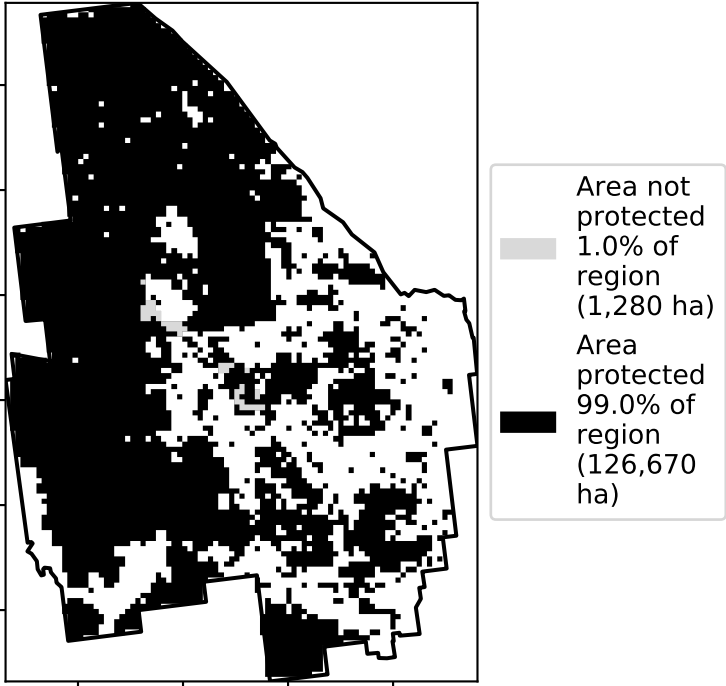 Area not
protected
1.0% of
region
(1,280 ha)
Area
protected
99.0% of
region
(126,670
ha)